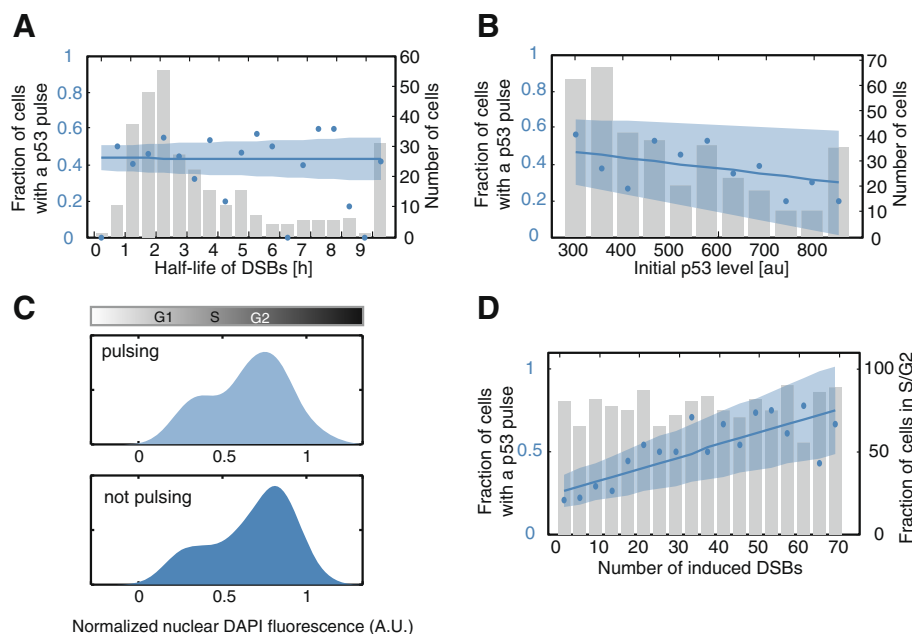 A
Fraction of cells
with a p53 pulse
1
0.8
0.6
0.4
0.2
0
60
50
40
30
20
10
0
Number of cells
0 1 2 3 4 5 6 7 8 9
Half-life of DSBs [h]
B
Fraction of cells
with a p53 pulse
1
0.8
0.6
0.4
0.2
0
70
60
50
40
30
20
10
0
Number of cells
300 400 500 600 700 800
Initial p53 level [au]
C
G1 S G2
pulsing
0 0.5 1
not pulsing
0 0.5 1
Normalized nuclear DAPI fluorescence (A.U.)
D
Fraction of cells
with a p53 pulse
1
0.5
0
100
50
0
Fraction of cells in S/G2
0 10 20 30 40 50 60 70
Number of induced DSBs